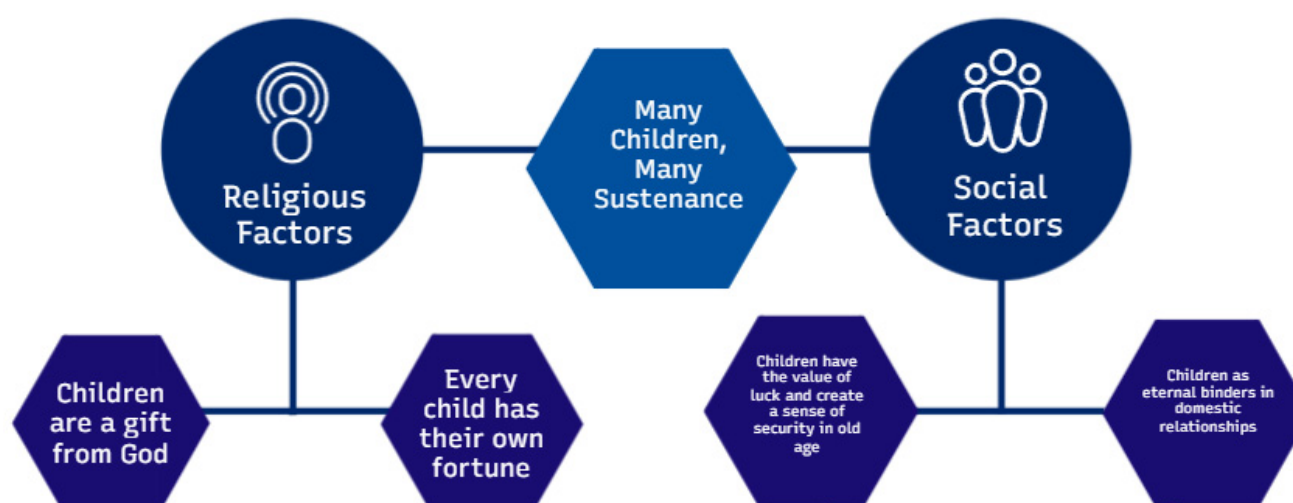 Religious
Factors
Many
Children,
Many
Sustenance
Social
Factors
Children
are a gift
from God
Every
child has
their own
fortune
Children have
the value of
luck and create
a sense of
security in old
age
Children as
eternal binders in
domestic
relationships